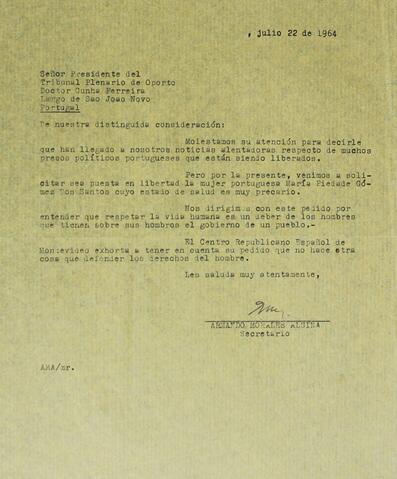 , julio 22 de 1964
Señor Presidente del
Tribunal Plenario de Oporto
Doctor Cunha Ferreira
Largo de Sao Joao Novo
Portugal
De nuestra distinguida consideración:
Molestamos su atención para decirle
que han llegado a nosotros noticias alentadoras respecto de muchos
presos políticos portugueses que están siendo liberados.
Pero por la presente, venimos a soli-
citar sea puesta en libertad la mujer portuguesa María Piedade Gó-
mez Dos Santos cuyo estado de salud es muy precario.
Nos dirigimos con este pedido por
entender que respetar la vida humana es un deber de los hombres
que tienen sobre sus hombros el gobierno de un pueblo.-
El Centro Republicano Español de
Montevideo exhorta a tener en cuenta su pedido que no hace otra
cosa que defender los derechos del hombre.
Les saluda muy atentamente,
ARMANDO MORALES ALSINA
Secretario
AMA/mr.